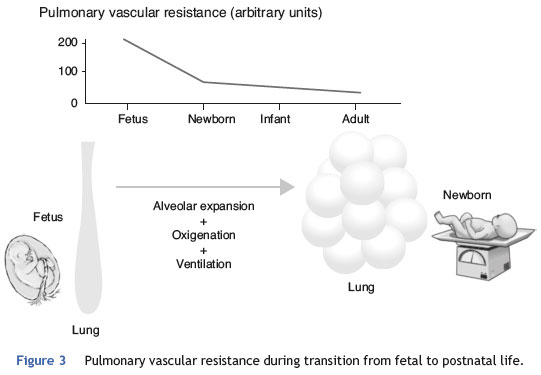 Pulmonary vascular resistance (arbitrary units)
200
100
0
Fetus
Newborn
Infant
Adult
Fetus
Alveolar expansion
+
Oxigenation
+
Ventilation
Newborn
Lung
Lung
Figure 3 Pulmonary vascular resistance during transition from fetal to postnatal life.